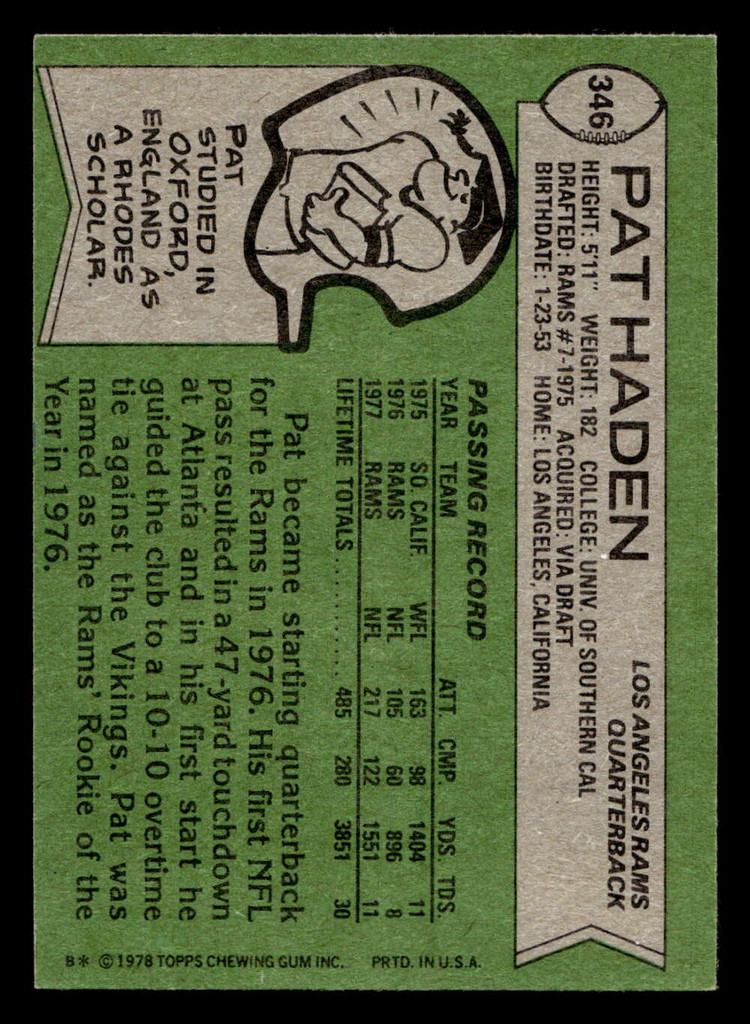 346
PAT HADEN
LOS ANGELES RAMS
QUARTERBACK
HEIGHT: 5'11" WEIGHT: 182 COLLEGE: UNIV. OF SOUTHERN CAL
DRAFTED: RAMS #7-1975 ACQUIRED: VIA DRAFT
BIRTHDATE: 1-23-53 HOME: LOS ANGELES, CALIFORNIA
PAT
STUDIED IN
OXFORD,
ENGLAND AS
A RHODES
SCHOLAR.
PASSING RECORD
YEAR TEAM ATT. CMP. YDS. TDS.
1975 SO. CALIF. WFL 163 98 1404 11
1976 RAMS NFL 105 60 896 8
1977 RAMS NFL 217 122 1551 11
LIFETIME TOTALS.......... 485 280 3851 30
Pat became starting quarterback
for the Rams in 1976. His first NFL
pass resulted in a 47-yard touchdown
at Atlanta and in his first start he
guided the club to a 10-10 overtime
tie against the Vikings. Pat was
named as the Rams' Rookie of the
Year in 1976.
B* © 1978 TOPPS CHEWING GUM INC. PRTD. IN U.S.A.